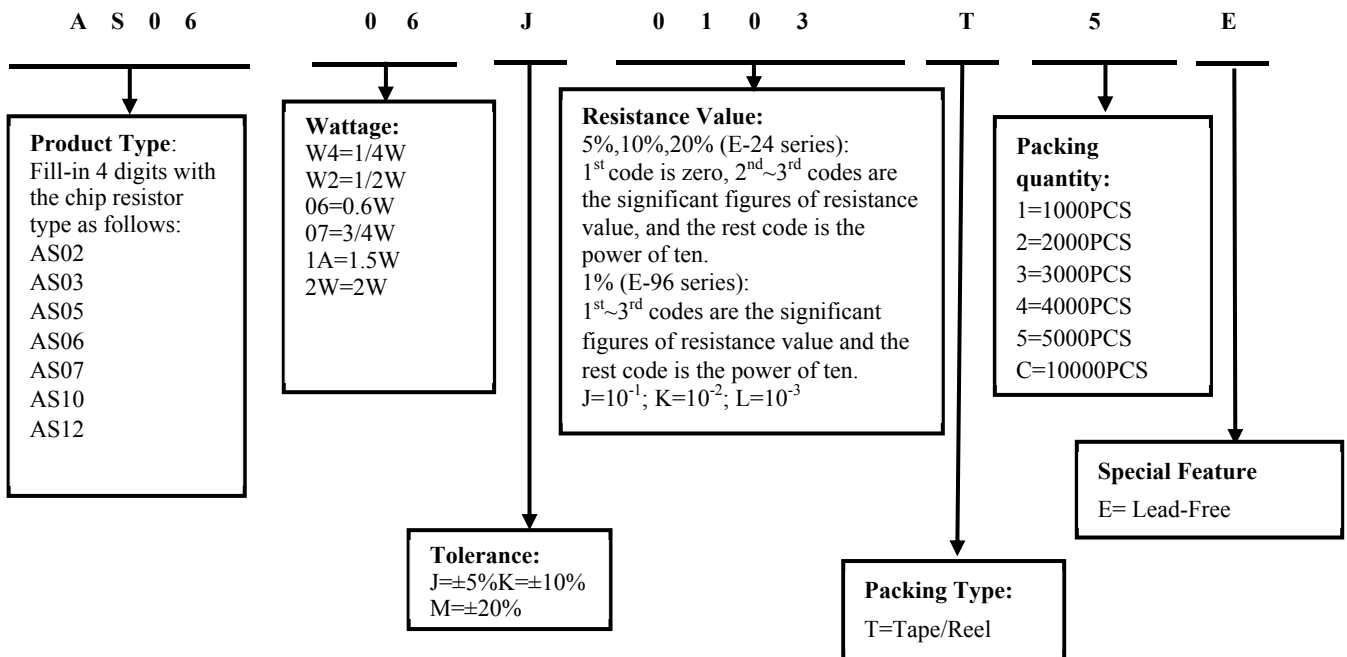 A S 0 6 0 6 J 0 1 0 3 T 5 E
Product Type:
Fill-in 4 digits with
the chip resistor
type as follows:
AS02
AS03
AS05
AS06
AS07
AS10
AS12
Wattage:
W4=1/4W
W2=1/2W
06=0.6W
07=3/4W
1A=1.5W
2W=2W
Resistance Value:
5%,10%,20% (E-24 series):
1st code is zero, 2nd~3rd codes are
the significant figures of resistance
value, and the rest code is the
power of ten.
1% (E-96 series):
1st~3rd codes are the significant
figures of resistance value and the
rest code is the power of ten.
J=10-1; K=10-2; L=10-3
Packing
quantity:
1=1000PCS
2=2000PCS
3=3000PCS
4=4000PCS
5=5000PCS
C=10000PCS
Special Feature
E= Lead-Free
Tolerance:
J=±5%K=±10%
M=±20%
Packing Type:
T=Tape/Reel